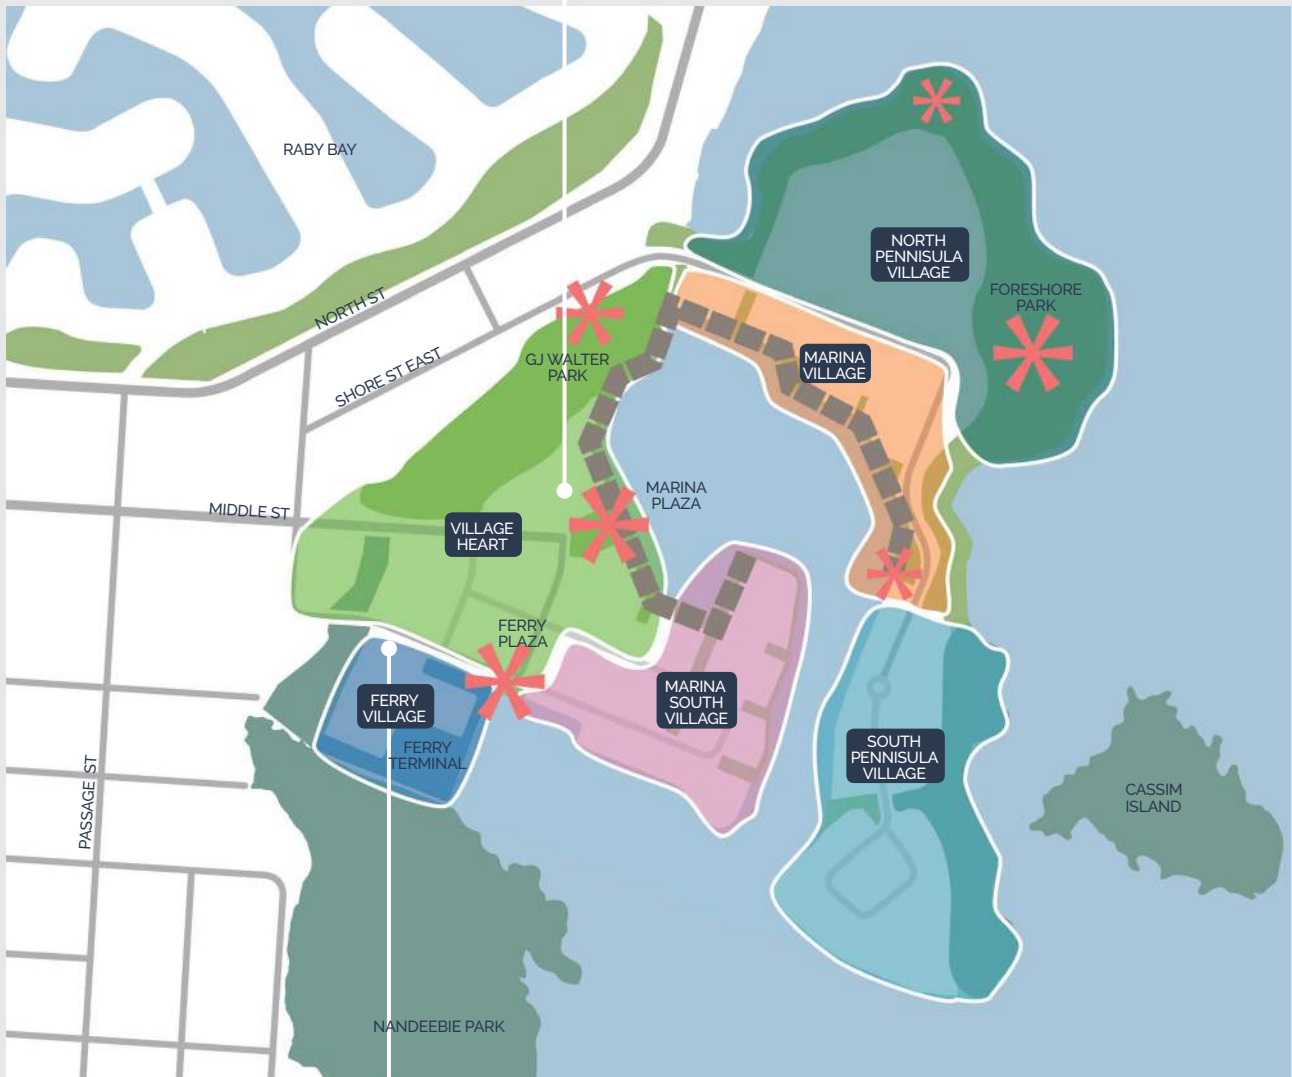 RABY BAY
NORTH
PENNISULA
VILLAGE
FORESHORE
PARK
NORTH ST
SHORE ST EAST
GJ WALTER
PARK
MARINA
VILLAGE
MIDDLE ST
VILLAGE
HEART
MARINA
PLAZA
FERRY
PLAZA
FERRY
VILLAGE
FERRY
TERMINAL
MARINA
SOUTH
VILLAGE
SOUTH
PENNISULA
VILLAGE
PASSAGE ST
CASSIM
ISLAND
NANDEEBIE PARK